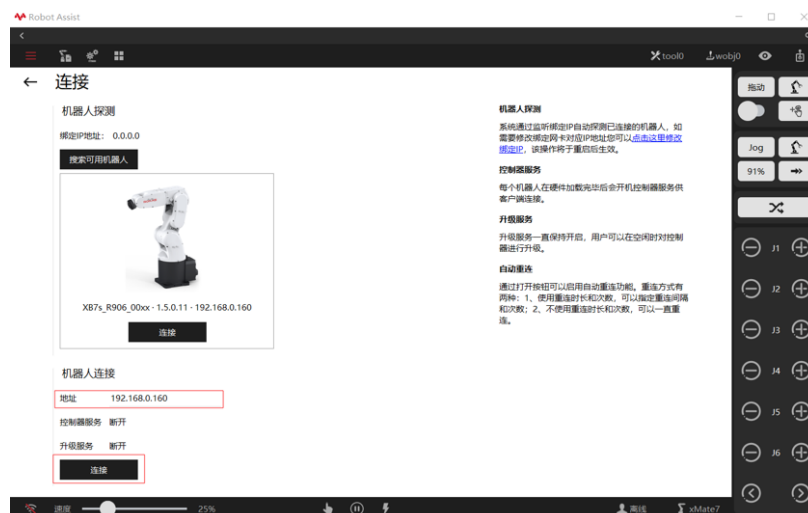 Robot Assist
tool0
wobj0
连接
机器人探测
绑定IP地址: 0.0.0.0
搜索可用机器人
XB7s_R906_00xx - 1.5.0.11 - 192.168.0.160
连接
机器人连接
地址 192.168.0.160
控制器服务 断开
升级服务 断开
连接
机器人探测
系统通过监听绑定IP自动探测已连接的机器人，如
需要修改绑定网卡对应IP地址您可以点击这里修改
绑定IP，该操作将于重启后生效。
控制器服务
每个机器人在硬件加载完毕后会开机控制器服务供
客户端连接。
升级服务
升级服务一直保持开启，用户可以在空闲时对控制
器进行升级。
自动重连
通过打开按钮可以启用自动重连功能。重连方式有
两种：1、使用重连时长和次数，可以指定重连间隔
和次数；2、不使用重连时长和次数，可以一直重
连。
拖动
Jog
91%
J1
J2
J3
J4
J5
J6
速度 25%
离线
xMate7